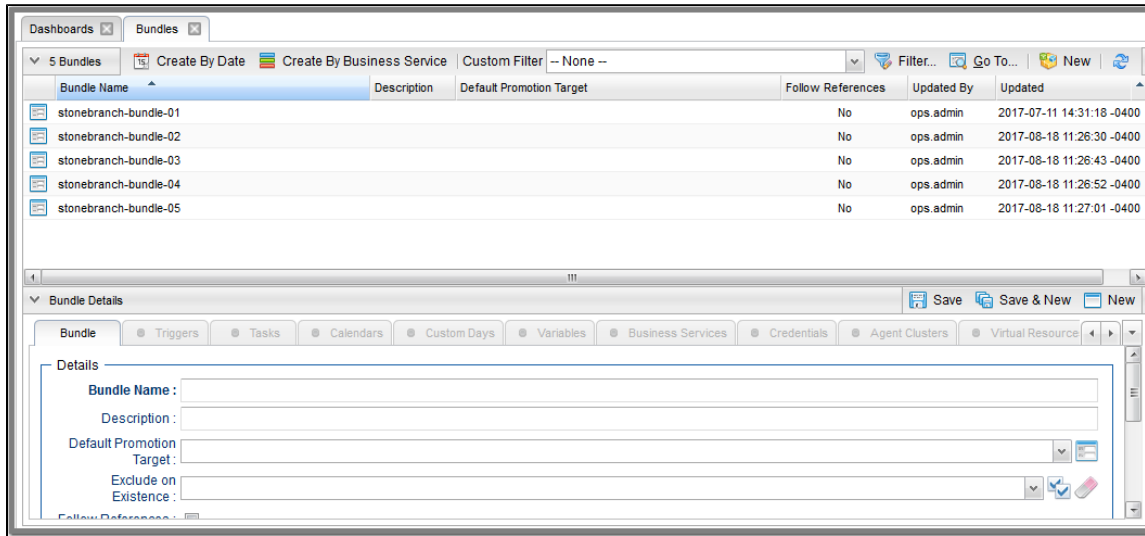 Dashboards Bundles
5 Bundles 15 Create By Date Create By Business Service Custom Filter -- None -- Filter... Go To... New
Bundle Name Description Default Promotion Target Follow References Updated By Updated
stonebranch-bundle-01 No ops.admin 2017-07-11 14:31:18 -0400
stonebranch-bundle-02 No ops.admin 2017-08-18 11:26:30 -0400
stonebranch-bundle-03 No ops.admin 2017-08-18 11:26:43 -0400
stonebranch-bundle-04 No ops.admin 2017-08-18 11:26:52 -0400
stonebranch-bundle-05 No ops.admin 2017-08-18 11:27:01 -0400
Bundle Details Save Save & New New
Bundle Triggers Tasks Calendars Custom Days Variables Business Services Credentials Agent Clusters Virtual Resource
Details
Bundle Name :
Description :
Default Promotion
Target :
Exclude on
Existence :
Follow References :